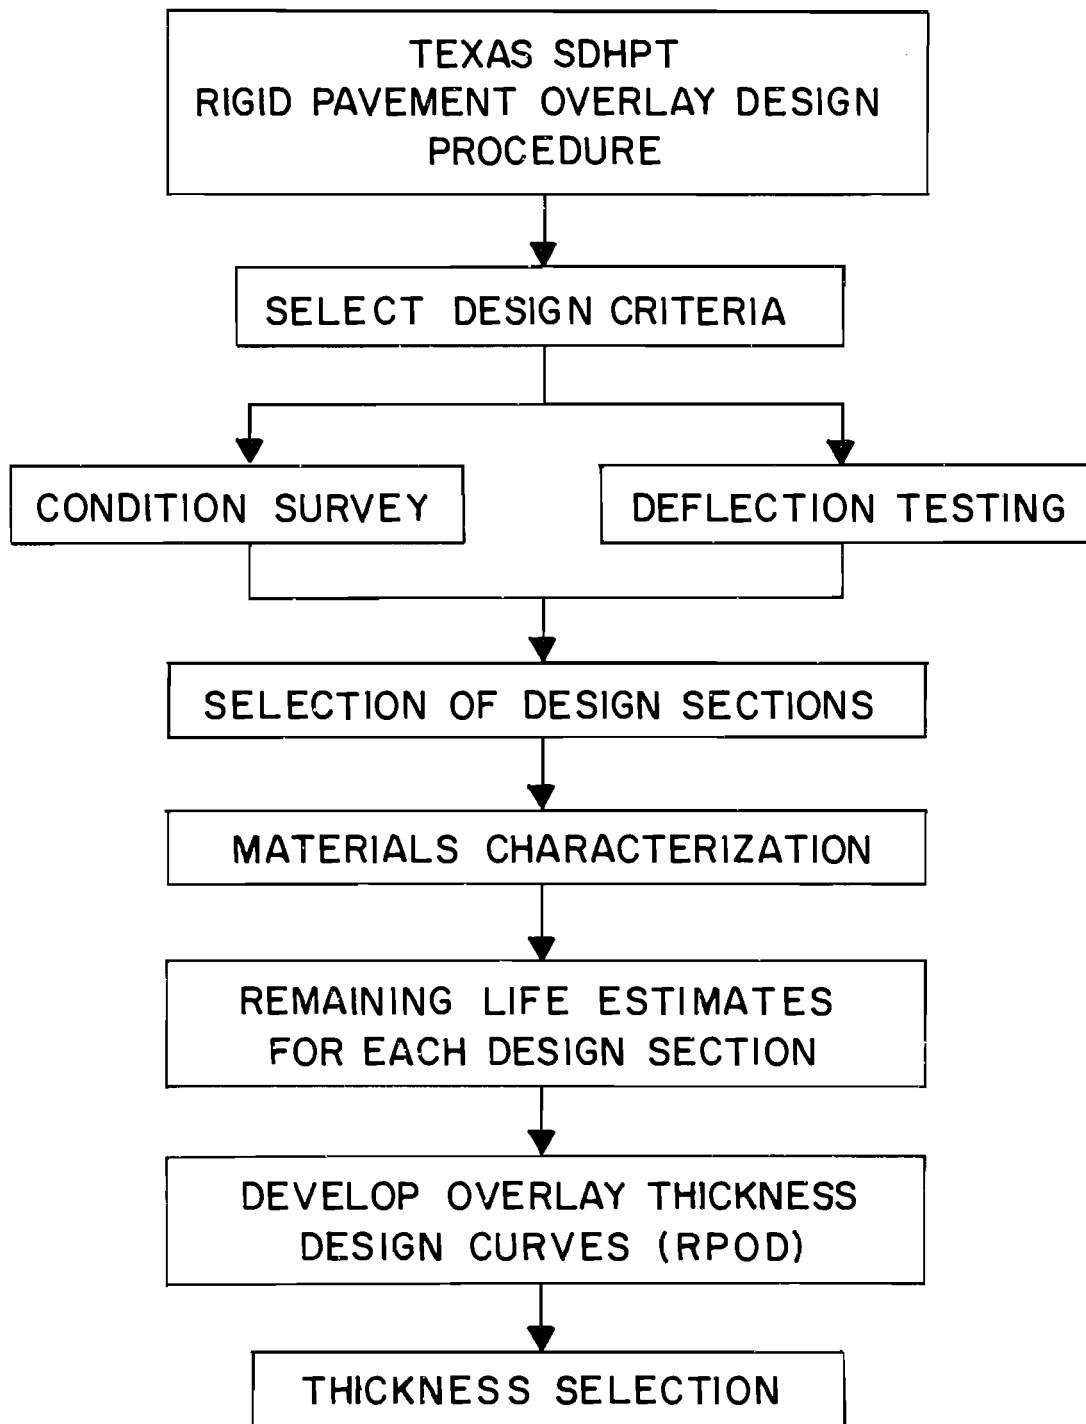 TEXAS SDHPT
RIGID PAVEMENT OVERLAY DESIGN
PROCEDURE
SELECT DESIGN CRITERIA
CONDITION SURVEY
DEFLECTION TESTING
SELECTION OF DESIGN SECTIONS
MATERIALS CHARACTERIZATION
REMAINING LIFE ESTIMATES
FOR EACH DESIGN SECTION
DEVELOP OVERLAY THICKNESS
DESIGN CURVES (RPOD)
THICKNESS SELECTION